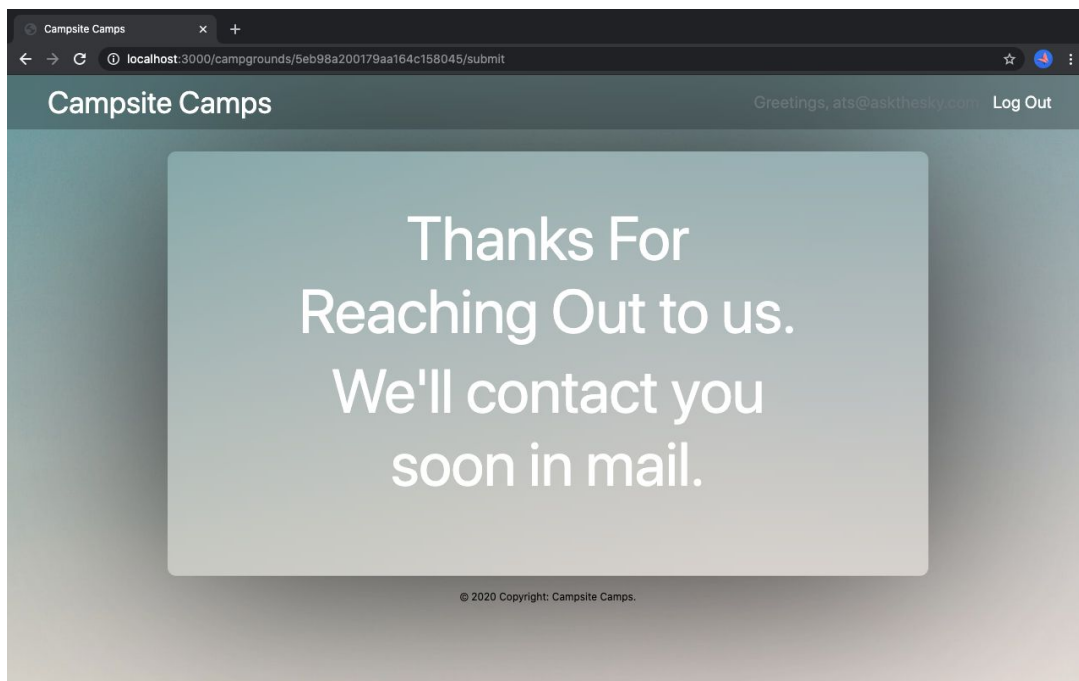 Campsite Camps
localhost:3000/campgrounds/5eb98a200179aa164c158045/submit
Campsite Camps
Greetings, ats@askthesky.com
Log Out
Thanks For
Reaching Out to us.
We'll contact you
soon in mail.
© 2020 Copyright: Campsite Camps.